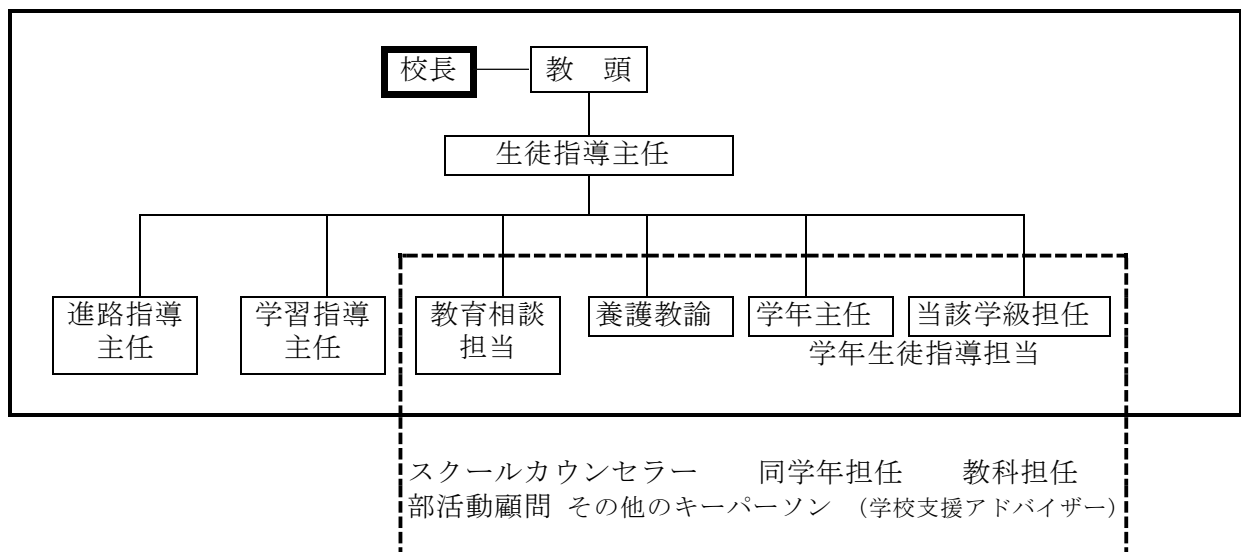 校長 教　頭
生徒指導主任
進路指導
主任
学習指導
主任
教育相談
担当
養護教諭
学年主任
当該学級担任
学年生徒指導担当
スクールカウンセラー　同学年担任　教科担任
部活動顧問 その他のキーパーソン （学校支援アドバイザー）